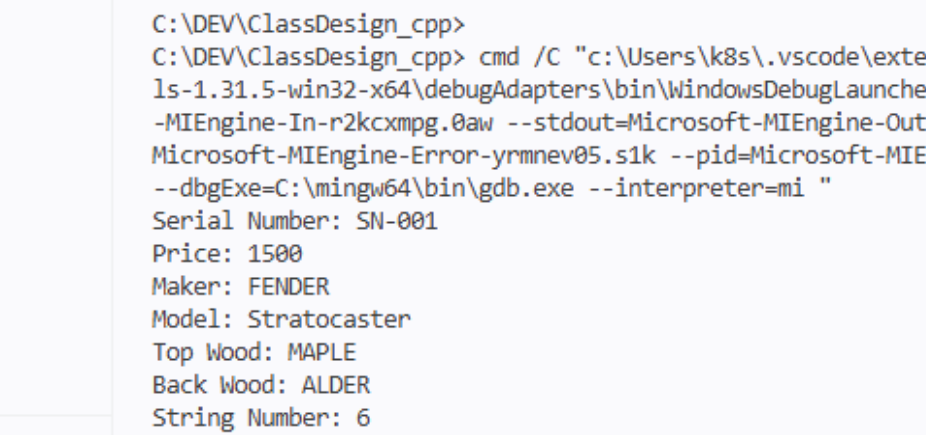 C:\DEV\ClassDesign_cpp>
C:\DEV\ClassDesign_cpp> cmd /C "c:\Users\k8s\.vscode\exte
ls-1.31.5-win32-x64\debugAdapters\bin\WindowsDebugLaunche
-MIEngine-In-r2kcxmpg.0aw --stdout=Microsoft-MIEngine-Out
Microsoft-MIEngine-Error-yrmnev05.s1k --pid=Microsoft-MIE
--dbgExe=C:\mingw64\bin\gdb.exe --interpreter=mi "
Serial Number: SN-001
Price: 1500
Maker: FENDER
Model: Stratocaster
Top Wood: MAPLE
Back Wood: ALDER
String Number: 6